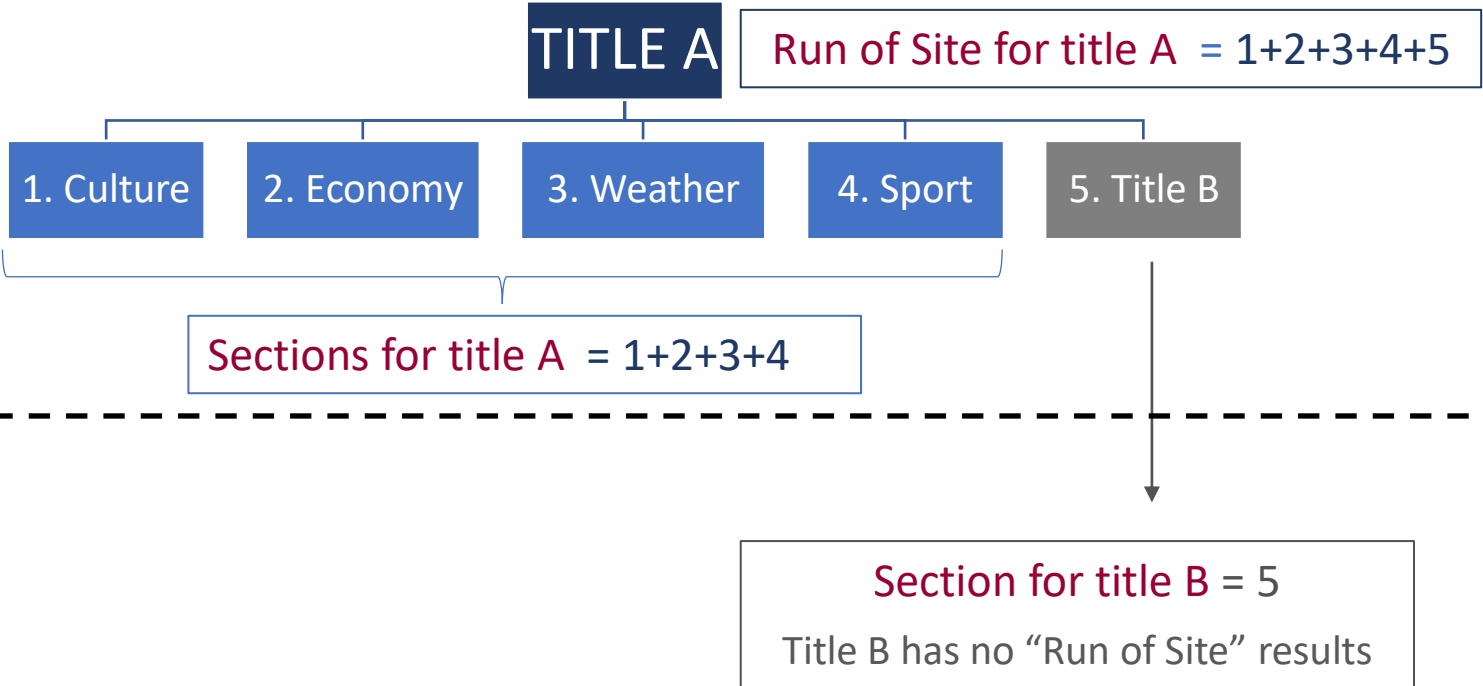 TITLE A
Run of Site for title A = 1+2+3+4+5
1. Culture
2. Economy
3. Weather
4. Sport
5. Title B
Sections for title A = 1+2+3+4
Section for title B = 5
Title B has no “Run of Site” results